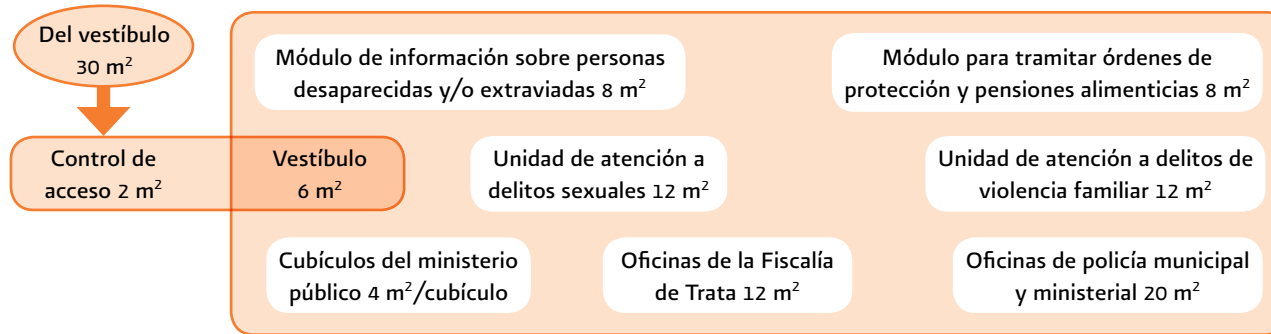 Del vestíbulo
30 m²
Módulo de información sobre personas
desaparecidas y/o extraviadas 8 m²
Módulo para tramitar órdenes de
protección y pensiones alimenticias 8 m²
Control de
acceso 2 m²
Vestíbulo
6 m²
Unidad de atención a
delitos sexuales 12 m²
Unidad de atención a delitos de
violencia familiar 12 m²
Cubículos del ministerio
público 4 m²/cubículo
Oficinas de la Fiscalía
de Trata 12 m²
Oficinas de policía municipal
y ministerial 20 m²